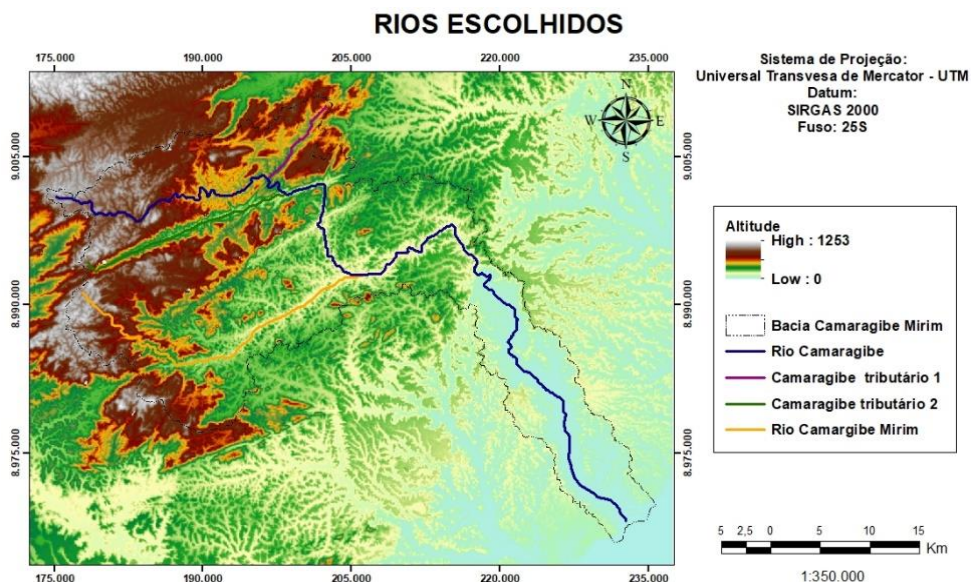 RIOS ESCOLHIDOS
175.000 190.000 205.000 220.000 235.000
N
W E
S
9.005.000 9.005.000
8.990.000 8.990.000
8.975.000 8.975.000
175.000 190.000 205.000 220.000 235.000
Sistema de Projeção:
Universal Transvesa de Mercator - UTM
Datum:
SIRGAS 2000
Fuso: 25S
Altitude
High : 1253
Low : 0
Bacia Camaragibe Mirim
Rio Camaragibe
Camaragibe tributário 1
Camaragibe tributário 2
Rio Camargibe Mirim
5 2,5 0 5 10 15
Km
1:350.000